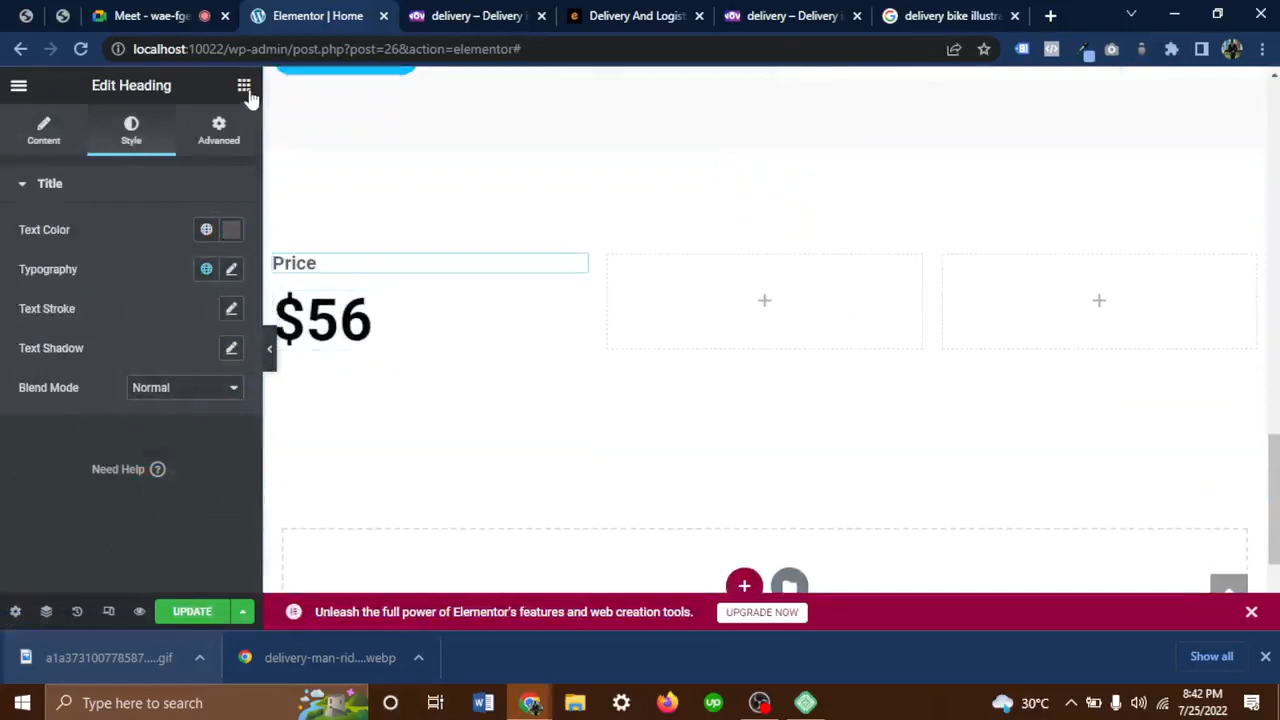 Meet - wae-fge
Elementor | Home
delivery – Delivery i
Delivery And Logist
delivery – Delivery i
delivery bike illustra
localhost:10022/wp-admin/post.php?post=26&action=elementor#
Edit Heading
Content
Style
Advanced
Title
Text Color
Typography
Text Stroke
Text Shadow
Blend Mode
Normal
Need Help
Price
$56
UPDATE
Unleash the full power of Elementor's features and web creation tools.
UPGRADE NOW
a1a373100778587.....gif
delivery-man-rid....webp
Show all
Type here to search
30°C
8:42 PM
7/25/2022